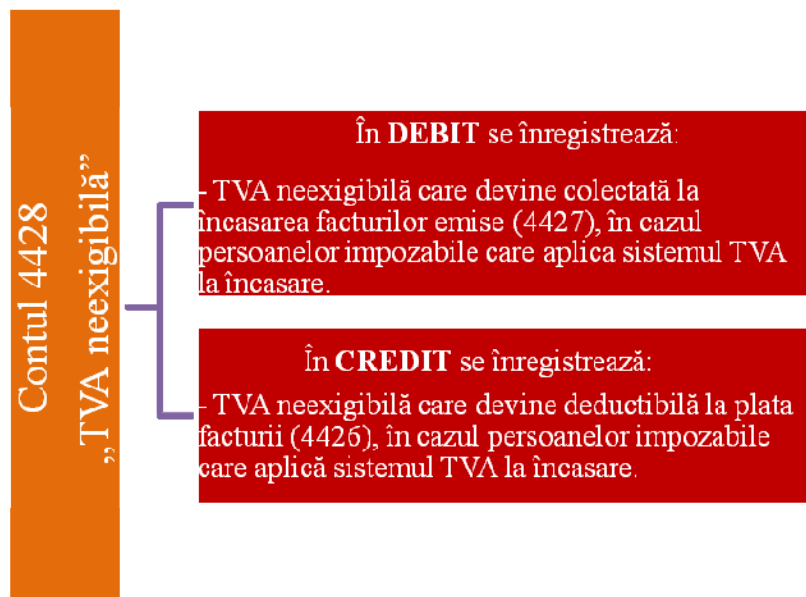 Contul 4428
„TVA neexigibilă”
În DEBIT se înregistrează:
- TVA neexigibilă care devine colectată la
încasarea facturilor emise (4427), în cazul
persoanelor impozabile care aplica sistemul TVA
la încasare.
În CREDIT se înregistrează:
- TVA neexigibilă care devine deductibilă la plata
facturii (4426), în cazul persoanelor impozabile
care aplică sistemul TVA la încasare.